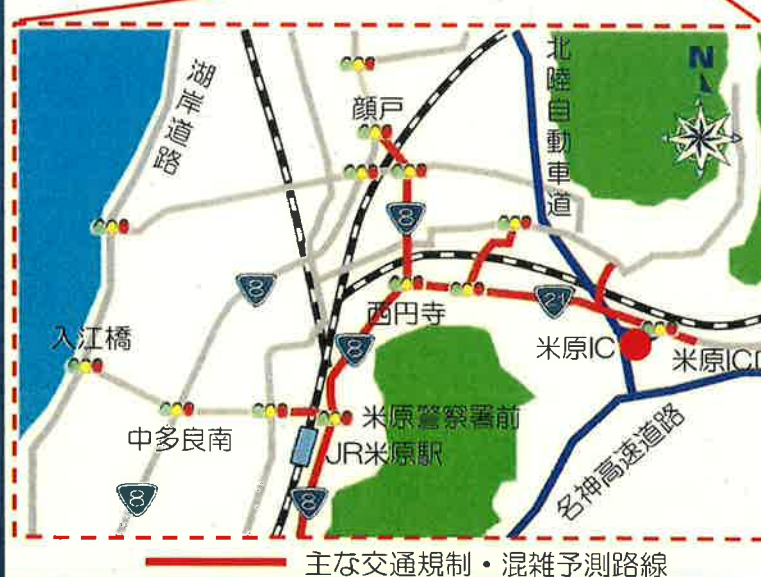 湖岸道路
顔戸
北陸自動車道
N
8
8
21
入江橋
西円寺
8
米原IC
米原IC
中多良南
米原警察署前
JR米原駅
8
8
名神高速道路
主な交通規制・混雑予測路線